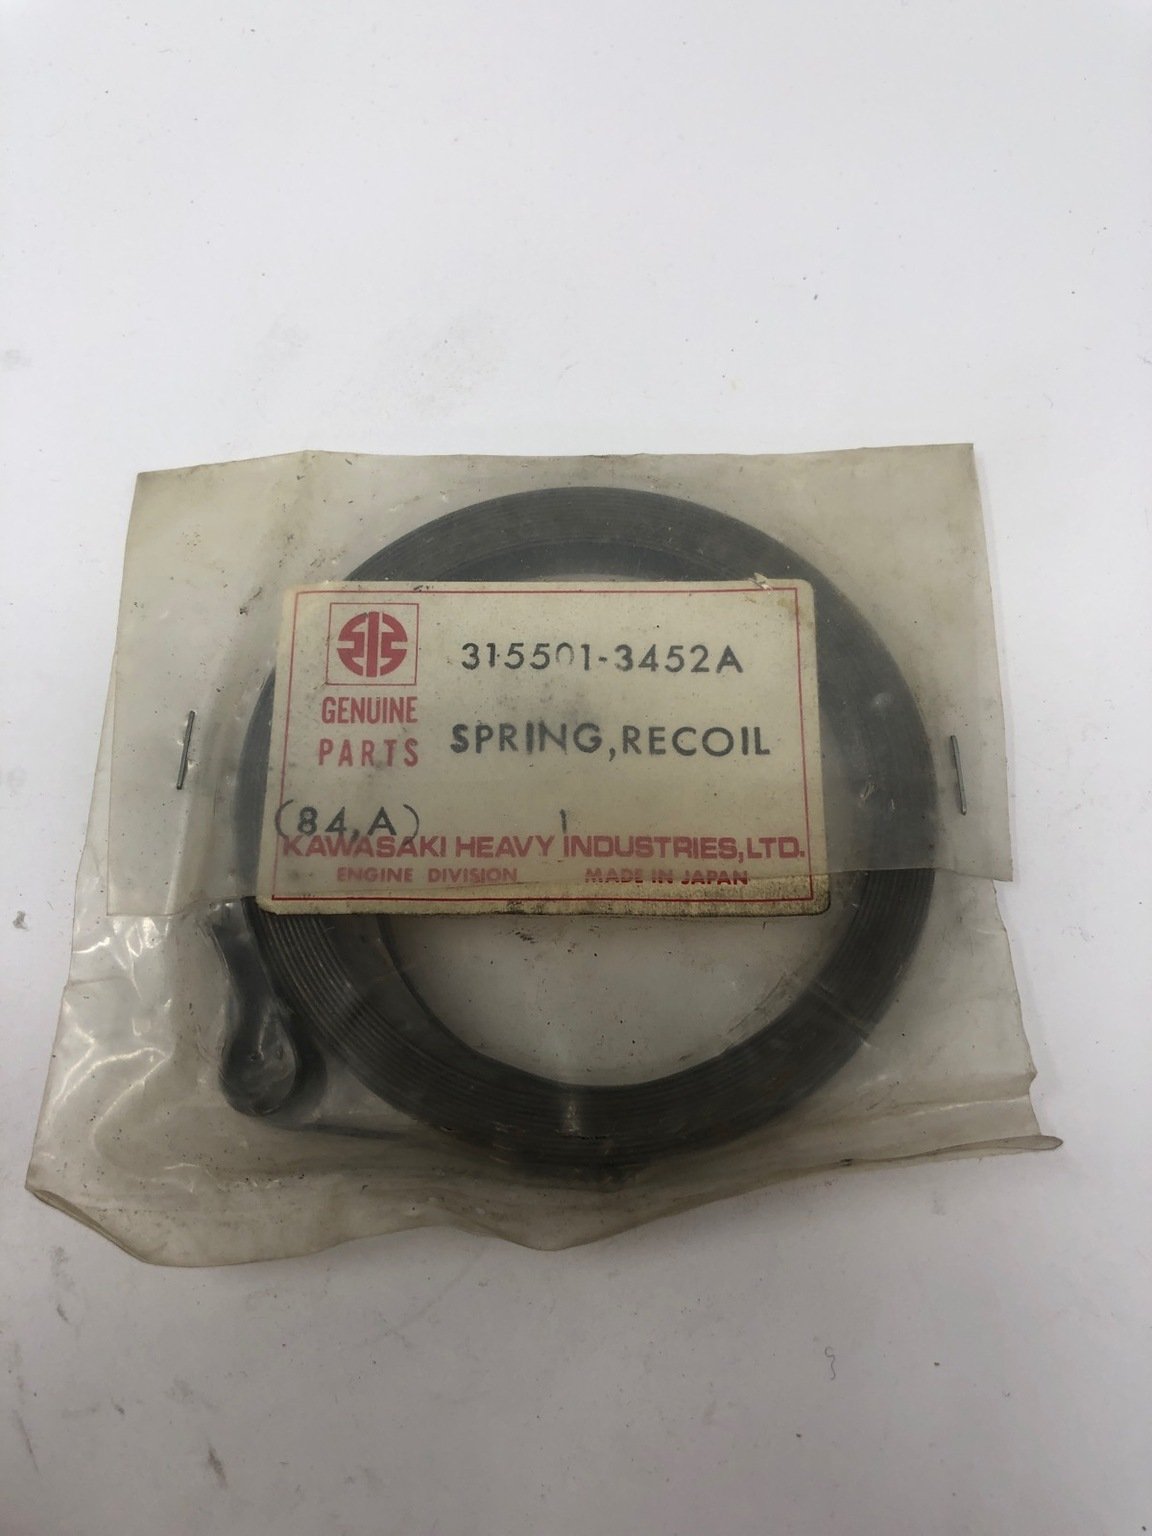 315501-3452A
GENUINE
PARTS
SPRING,RECOIL
(84,A) 1
KAWASAKI HEAVY INDUSTRIES,LTD.
ENGINE DIVISION MADE IN JAPAN